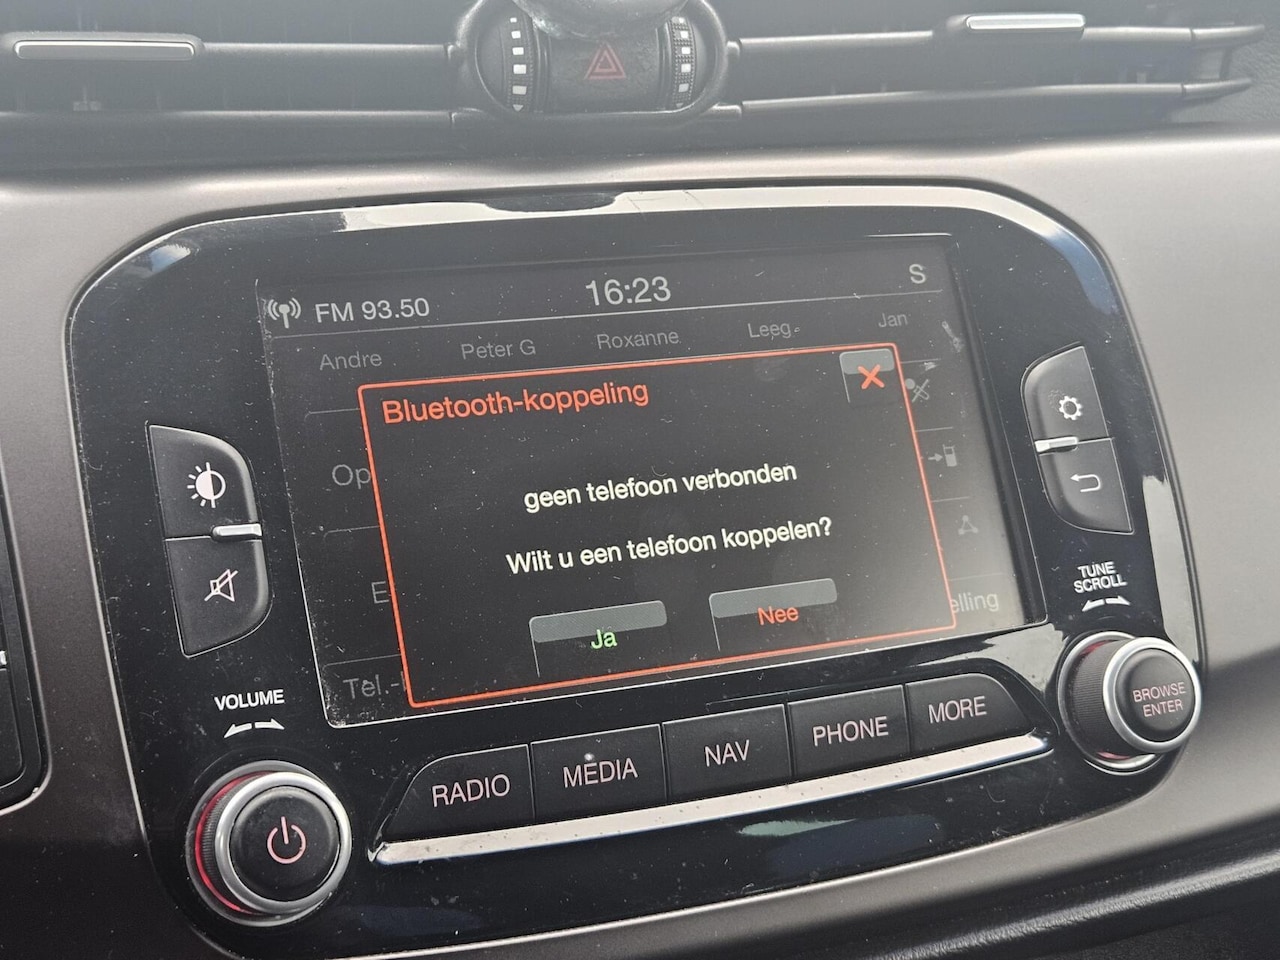 FM 93.50 16:23 S
Andre Peter G Roxanne Leeg. Jan
Bluetooth-koppeling
geen telefoon verbonden
Wilt u een telefoon koppelen?
Ja Nee
VOLUME
TUNE
SCROLL
RADIO MEDIA NAV PHONE MORE
BROWSE
ENTER